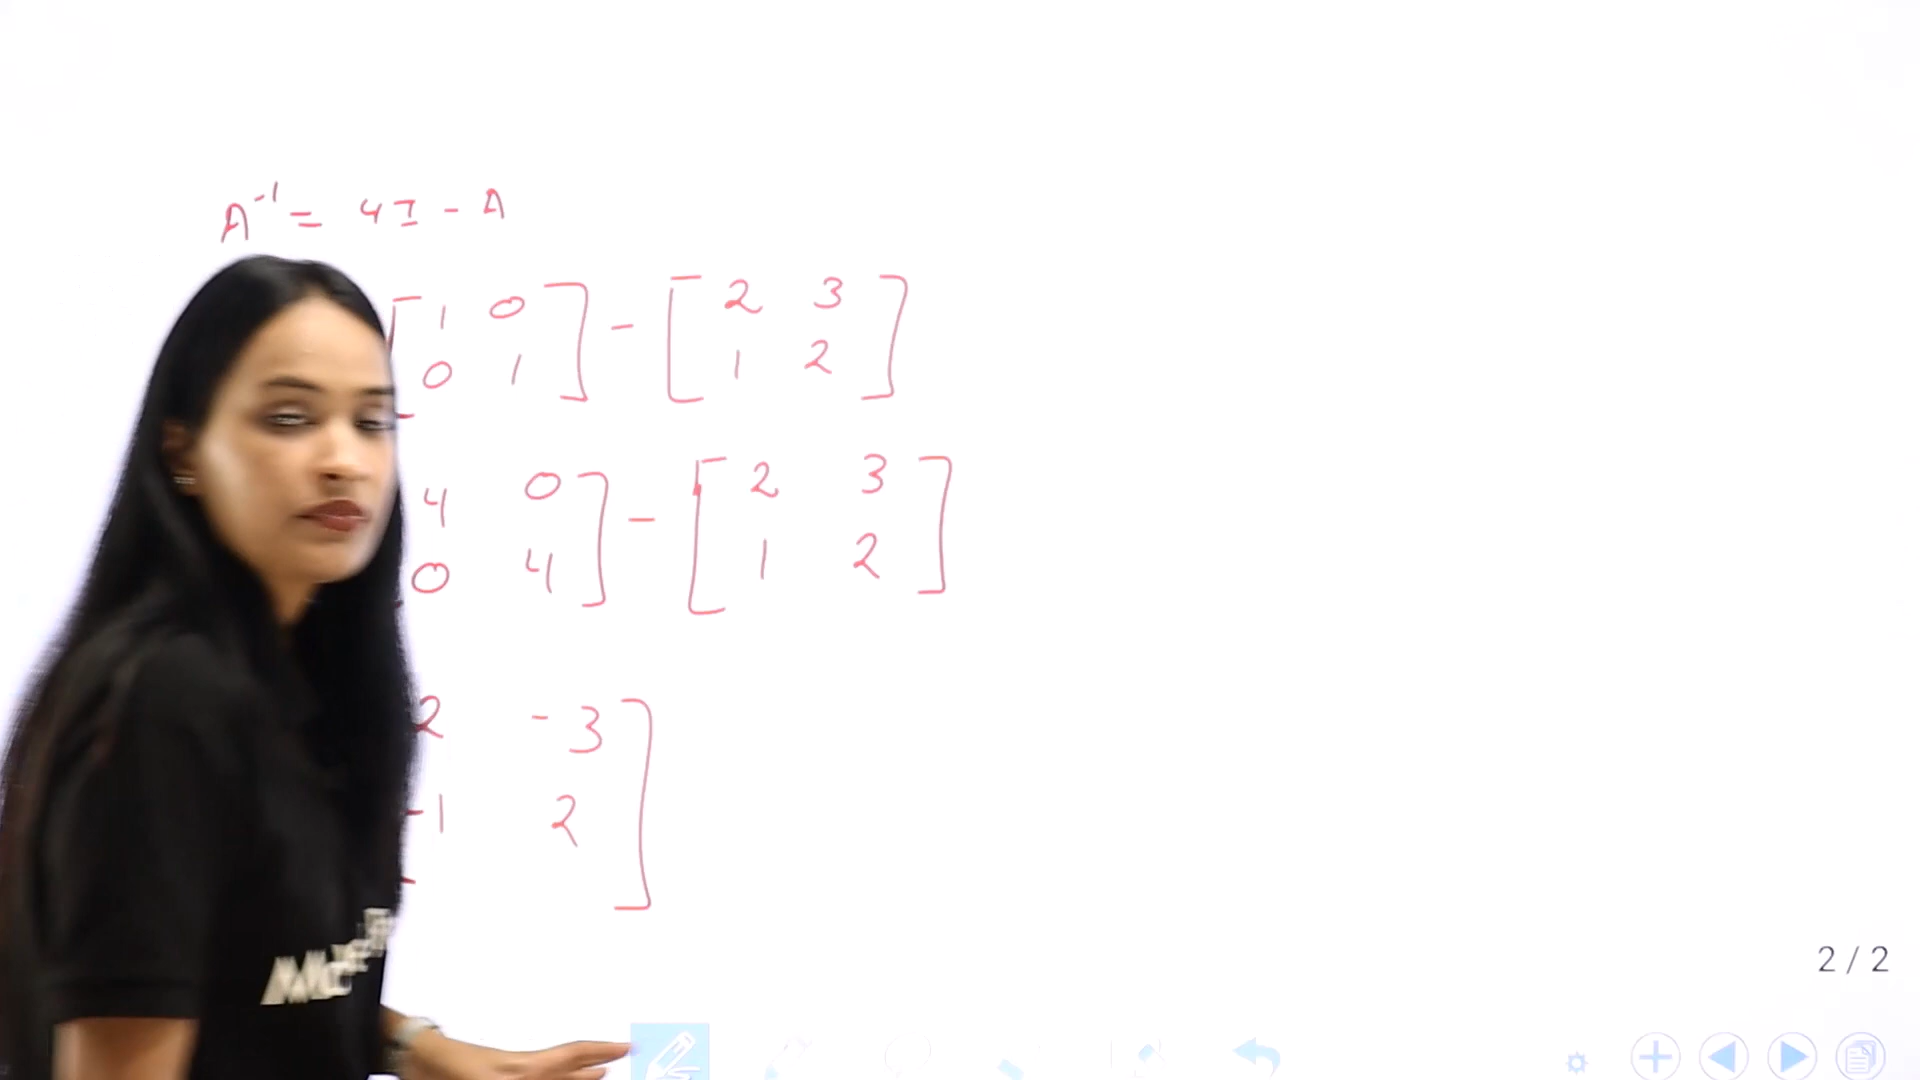 A⁻¹ = 4I - A
[1 0] - [2 3]
0 1 1 2
4 0] - [2 3]
0 4 1 2
2 -3]
-1 2
2 / 2